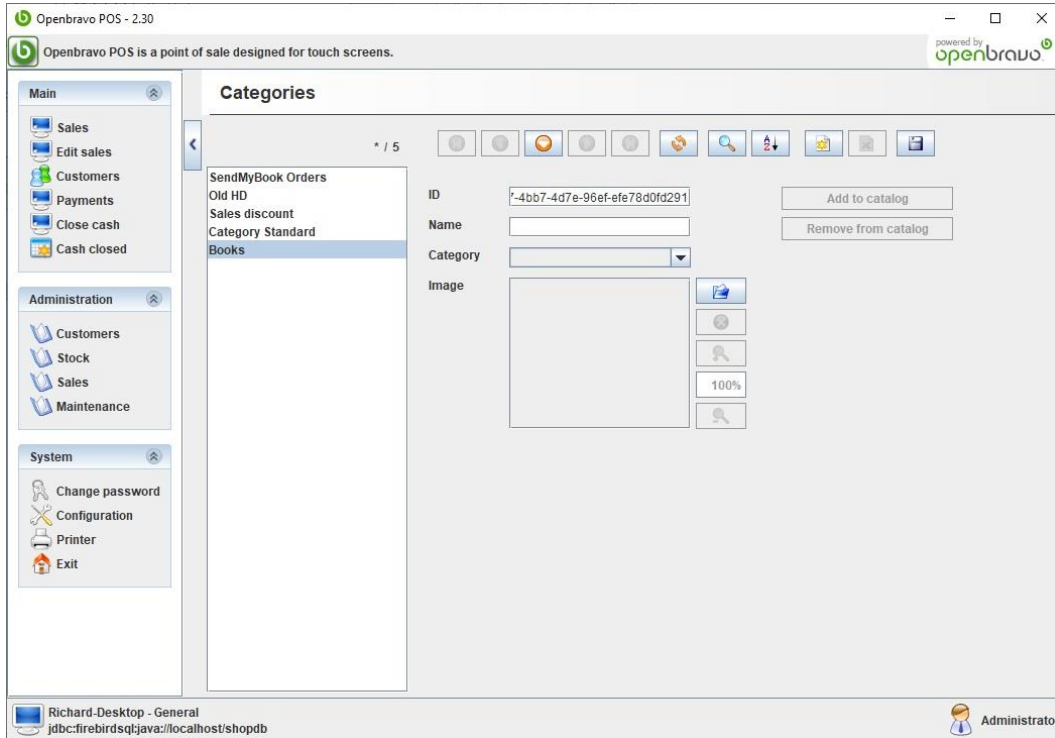 Openbravo POS - 2.30
Openbravo POS is a point of sale designed for touch screens.
powered by
openbravo
Main
Sales
Edit sales
Customers
Payments
Close cash
Cash closed
Administration
Customers
Stock
Sales
Maintenance
System
Change password
Configuration
Printer
Exit
Categories
* / 5
SendMyBook Orders
Old HD
Sales discount
Category Standard
Books
ID
-4bb7-4d7e-96ef-efe78d0fd291
Name
Category
Image
100%
Add to catalog
Remove from catalog
Richard-Desktop - General
jdbc:firebirdsql:java://localhost/shopdb
Administrato